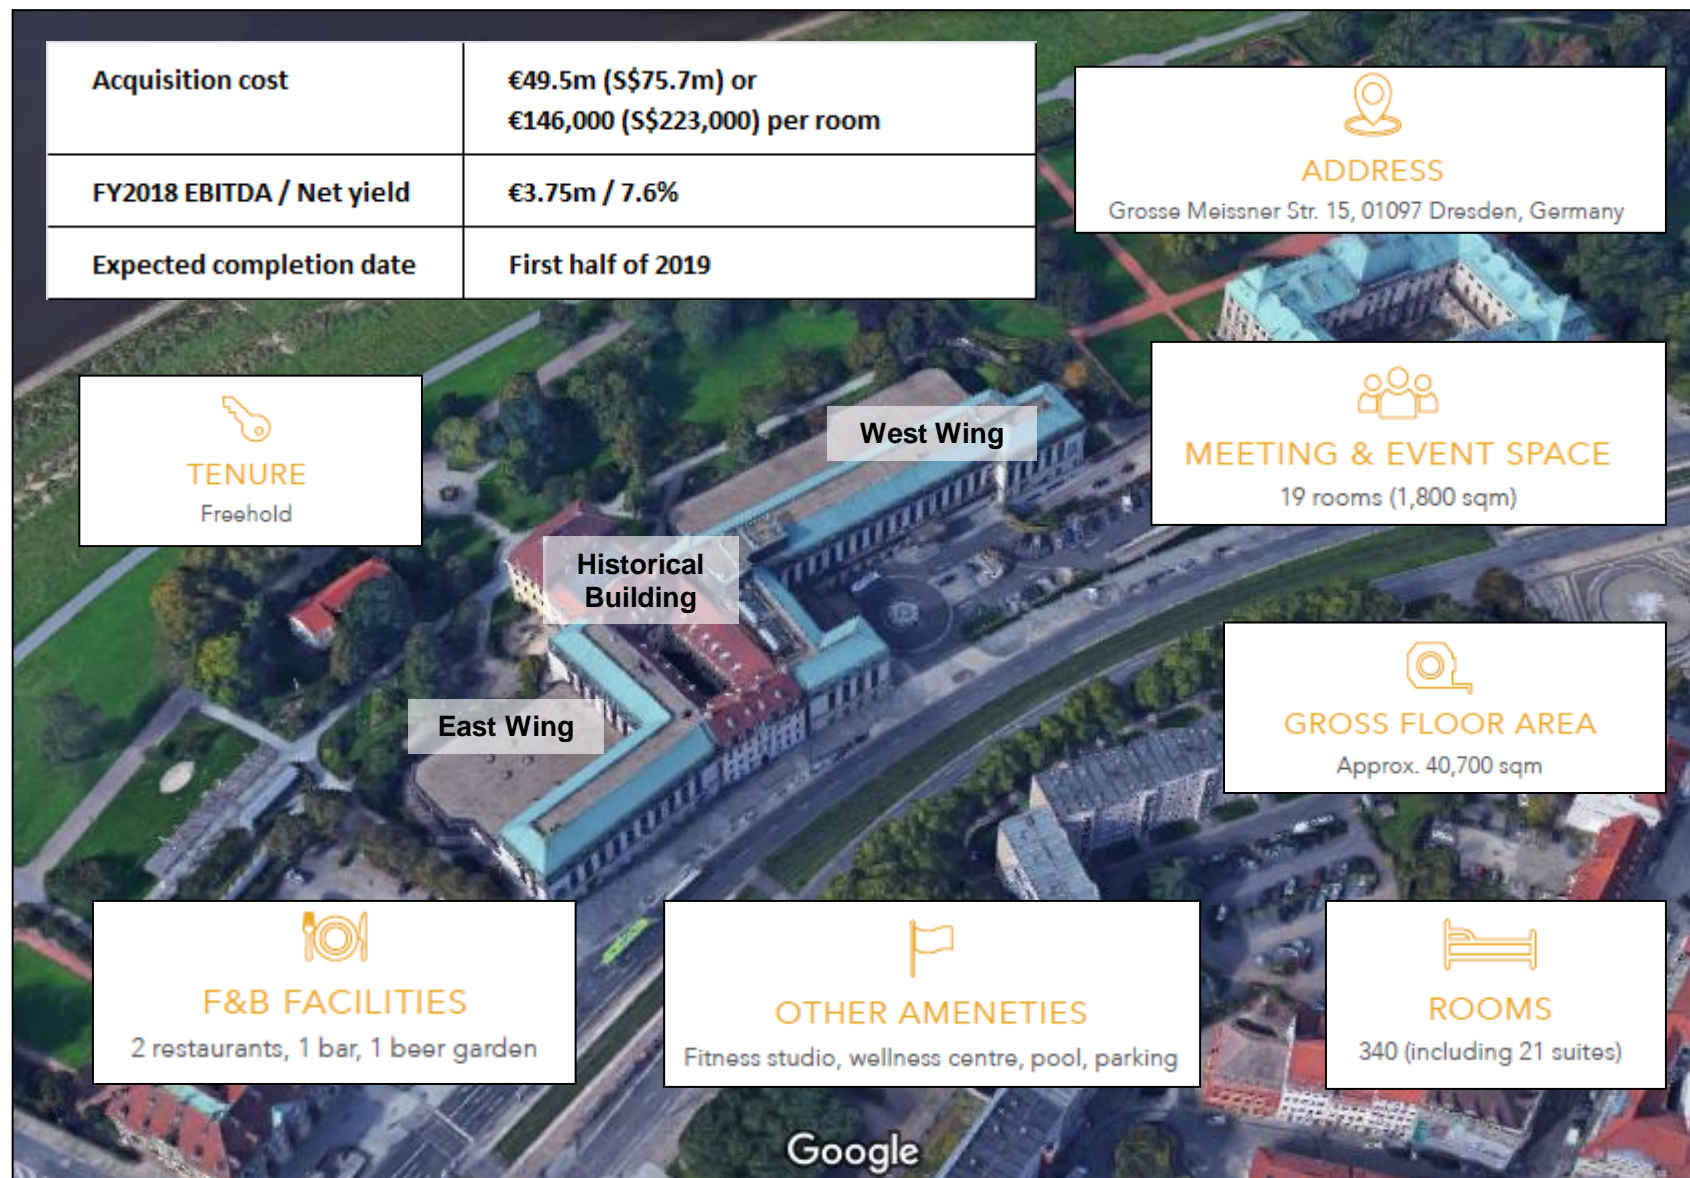 Acquisition cost
€49.5m (S$75.7m) or
€146,000 (S$223,000) per room
FY2018 EBITDA / Net yield
€3.75m / 7.6%
Expected completion date
First half of 2019
ADDRESS
Grosse Meissner Str. 15, 01097 Dresden, Germany
TENURE
Freehold
West Wing
MEETING & EVENT SPACE
19 rooms (1,800 sqm)
Historical
Building
East Wing
GROSS FLOOR AREA
Approx. 40,700 sqm
F&B FACILITIES
2 restaurants, 1 bar, 1 beer garden
OTHER AMENETIES
Fitness studio, wellness centre, pool, parking
ROOMS
340 (including 21 suites)
Google